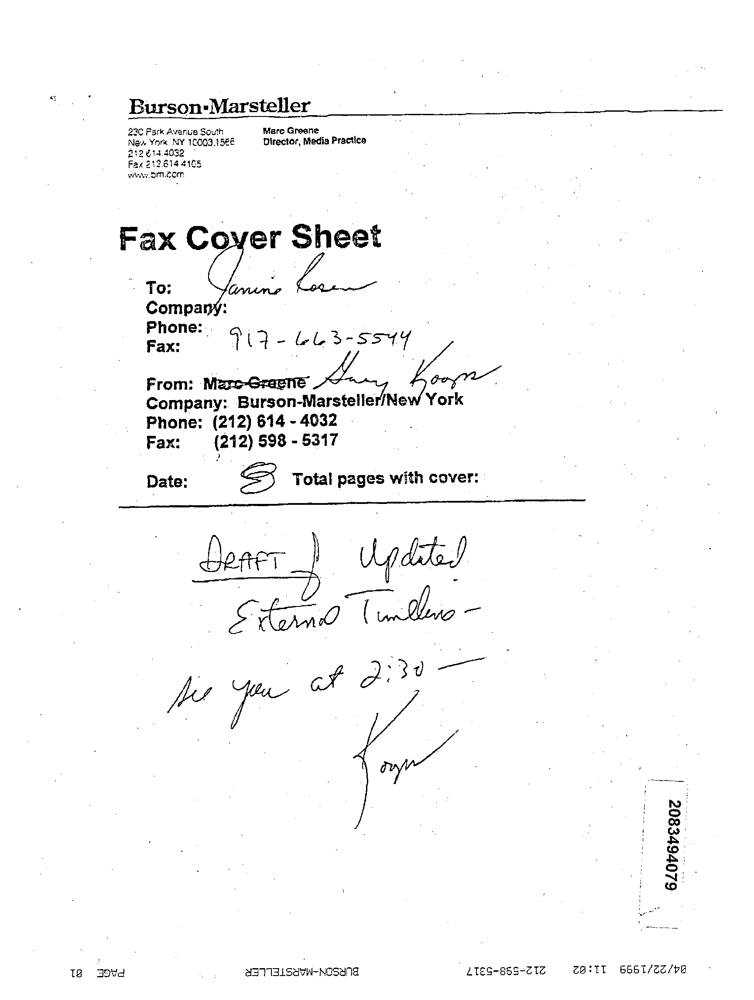 Burson•Marsteller
230 Park Avenue South
New York, NY 10003.1566
212 614.4032
Fax 212.614.4105
www.bm.com
Marc Greene
Director, Media Practice
Fax Cover Sheet
To: Janine Rosen
Company:
Phone:
Fax: 917-663-5544
From: Marc Greene Gary Koops
Company: Burson-Marsteller/New York
Phone: (212) 614 - 4032
Fax: (212) 598 - 5317
Date: 8 Total pages with cover:
DRAFT of Updated
External
See you at 2:30 —
2083494079
04/22/1999 11:02 212-598-5317 BURSON-MARSTELLER PAGE 01